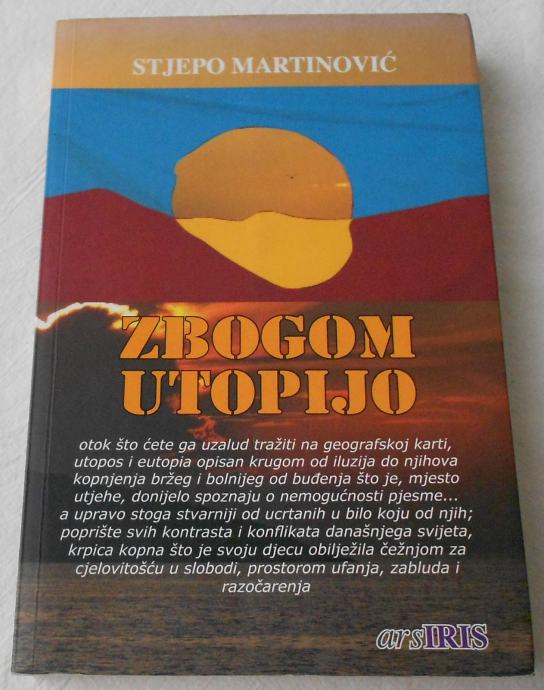 STJEPO MARTINOVIĆ
ZBOGOM
UTOPIJO
otok što ćete ga uzalud tražiti na geografskoj karti,
utopos i eutopia opisan krugom od iluzija do njihova
kopnjenja bržeg i bolnijeg od buđenja što je, mjesto
utjehe, donijelo spoznaju o nemogućnosti pjesme...
a upravo stoga stvarniji od ucrtanih u bilo koju od njih;
poprište svih kontrasta i konflikata današnjega svijeta,
krpica kopna što je svoju djecu obilježila čežnjom za
cjelovitošću u slobodi, prostorom ufanja, zabluda i
razočarenja
arsIRIS